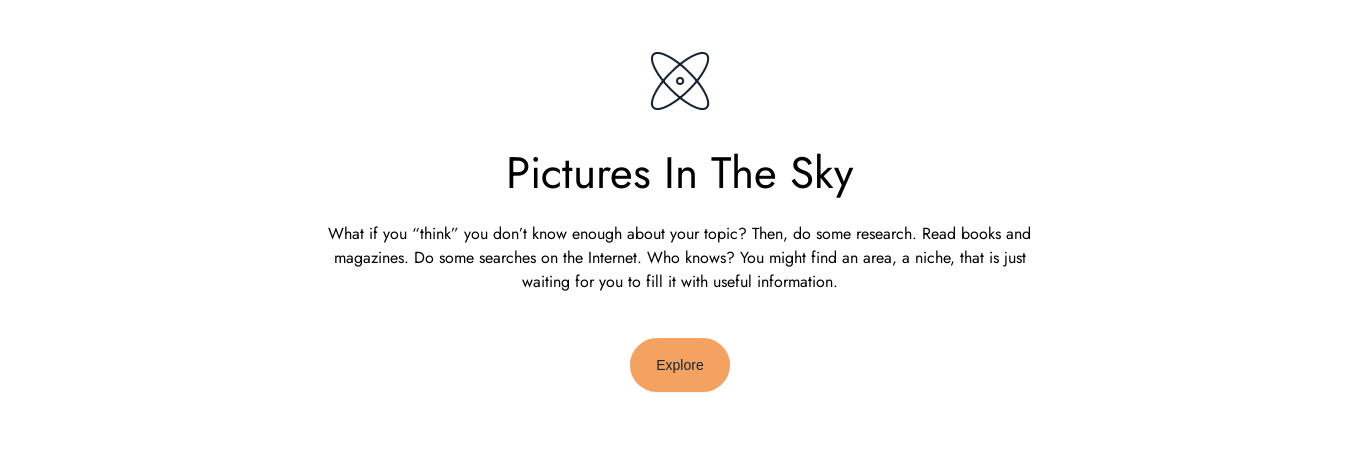 Pictures In The Sky
What if you “think” you don’t know enough about your topic? Then, do some research. Read books and
magazines. Do some searches on the Internet. Who knows? You might find an area, a niche, that is just
waiting for you to fill it with useful information.
Explore